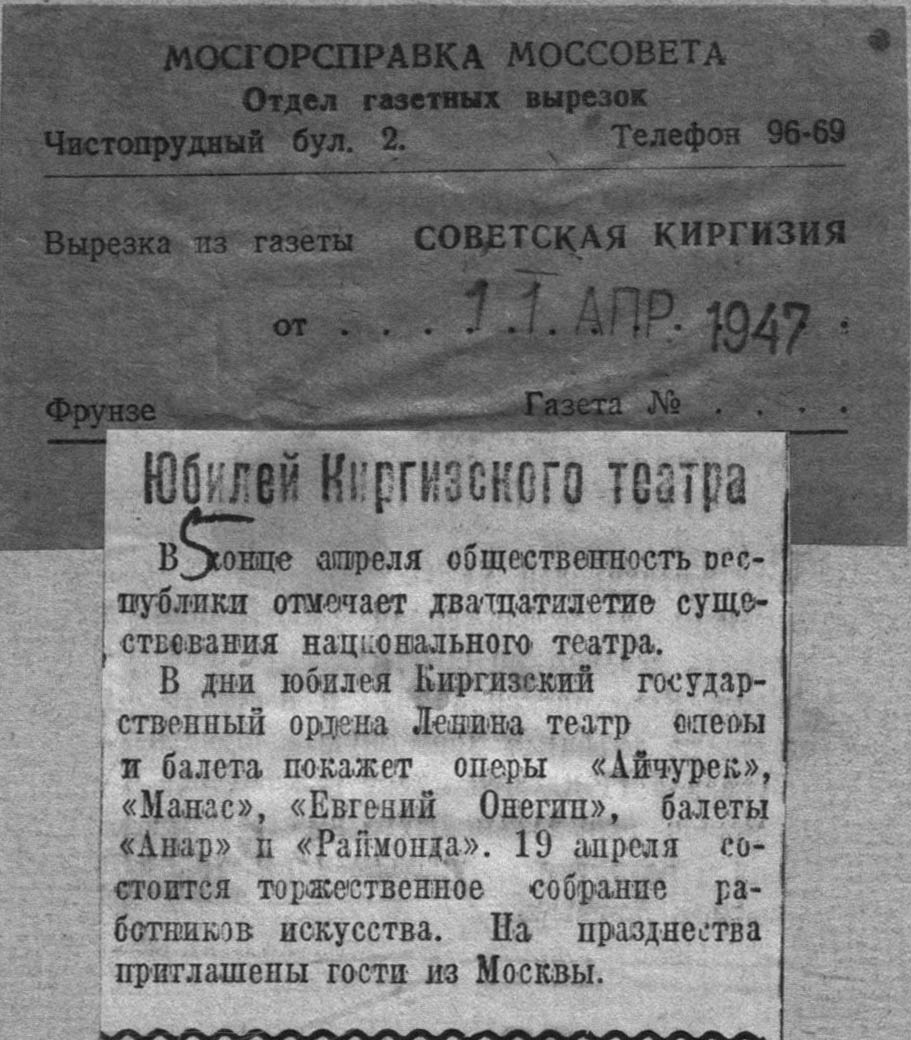 МОСГОРСПРАВКА МОССОВЕТА
Отдел газетных вырезок
Чистопрудный бул. 2. Телефон 96-69
Вырезка из газеты СОВЕТСКАЯ КИРГИЗИЯ
от . . . 11 АПР. 1947 .
Фрунзе Газета № . . . .
Юбилей Киргизского театра
В конце апреля общественность рес-
публики отмечает двадцатилетие суще-
ствования национального театра.
В дни юбилея Киргизский государ-
ственный ордена Ленина театр оперы
и балета покажет оперы «Айчурек»,
«Манас», «Евгений Онегин», балеты
«Анар» и «Раймонда». 19 апреля со-
стоится торжественное собрание ра-
ботников искусства. На празднества
приглашены гости из Москвы.